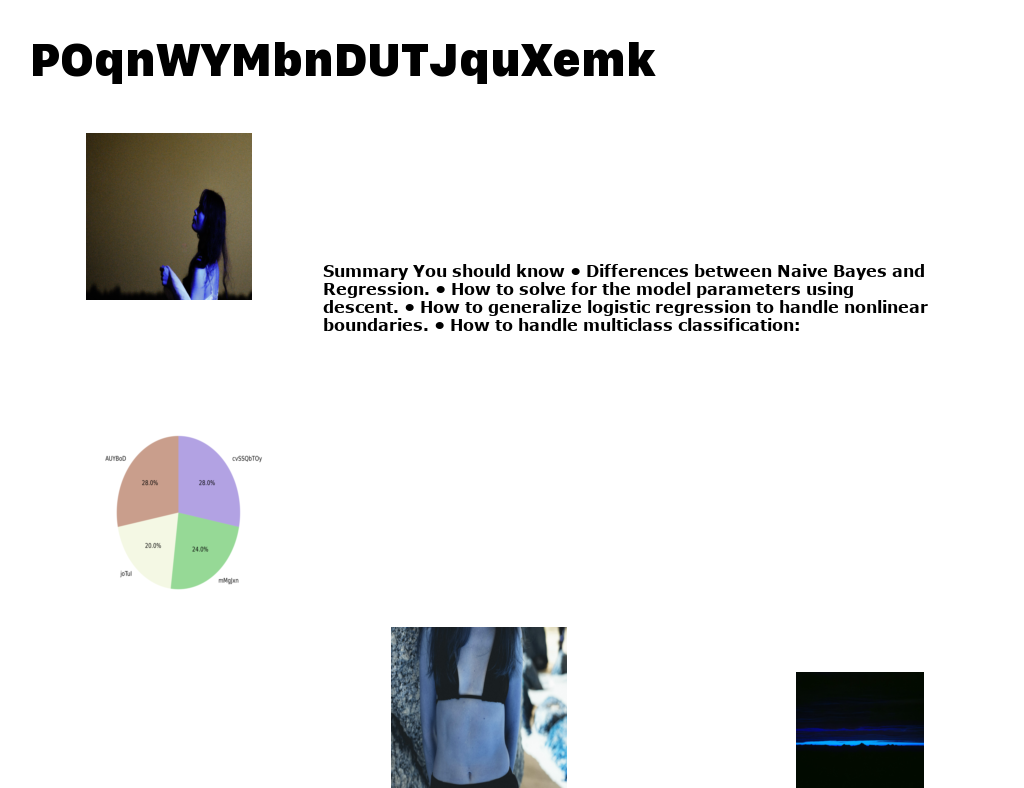 POqnWYMbnDUTJquXemk
Summary You should know ● Differences between Naive Bayes and
Regression. ● How to solve for the model parameters using
descent. ● How to generalize logistic regression to handle nonlinear
boundaries. ● How to handle multiclass classification:
AUYBoD
cvSSQbTOy
28.0%
28.0%
20.0%
24.0%
joTul
mMgJxn